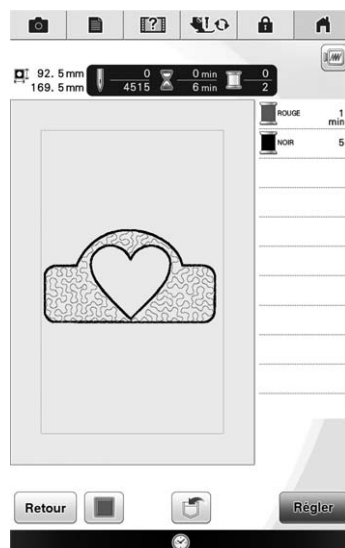 92.5mm 0 0 min 0
169.5mm 4515 6 min 2
ROUGE 1
min
NOIR 5
Retour
Régler